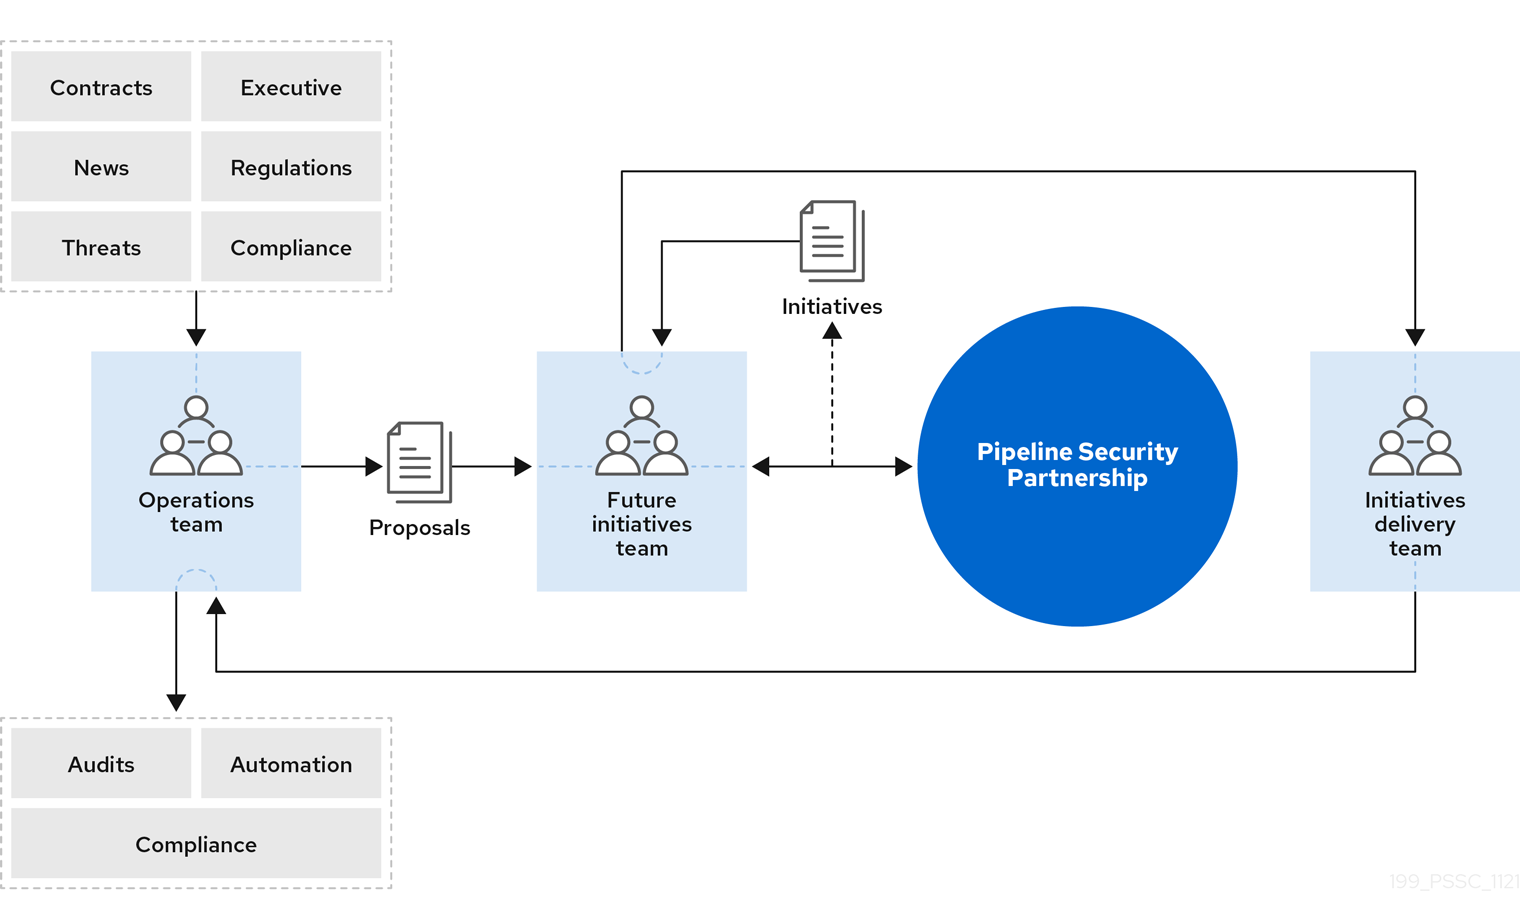 Contracts
Executive
News
Regulations
Threats
Compliance
Initiatives
Operations
team
Proposals
Future
initiatives
team
Pipeline Security
Partnership
Initiatives
delivery
team
Audits
Automation
Compliance
199_PSSC_1121